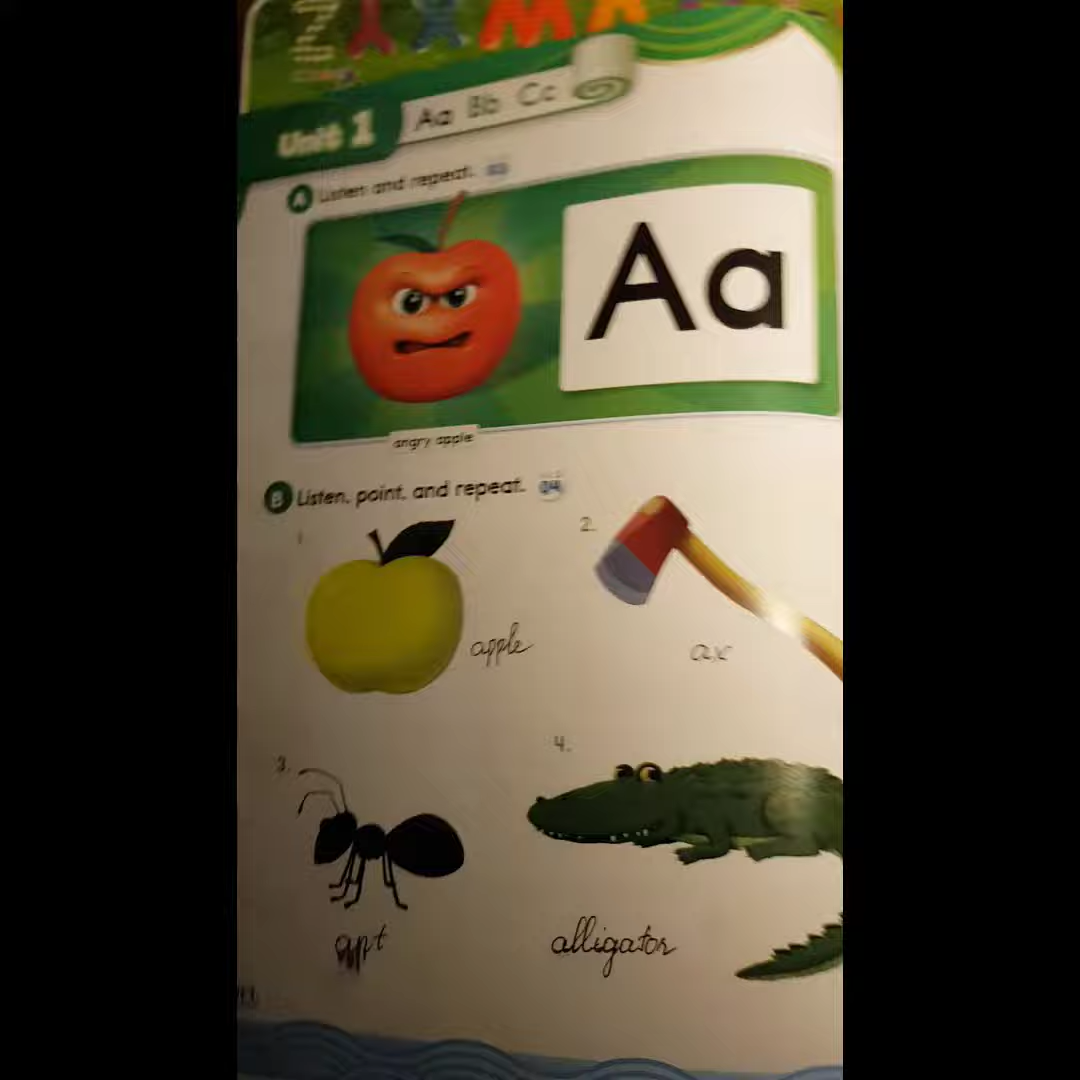 Unit 1 Aa Bb Cc
A Listen and repeat.
Aa
angry apple
B Listen, point, and repeat. 04
1
2.
apple
ax
3.
4.
alligator